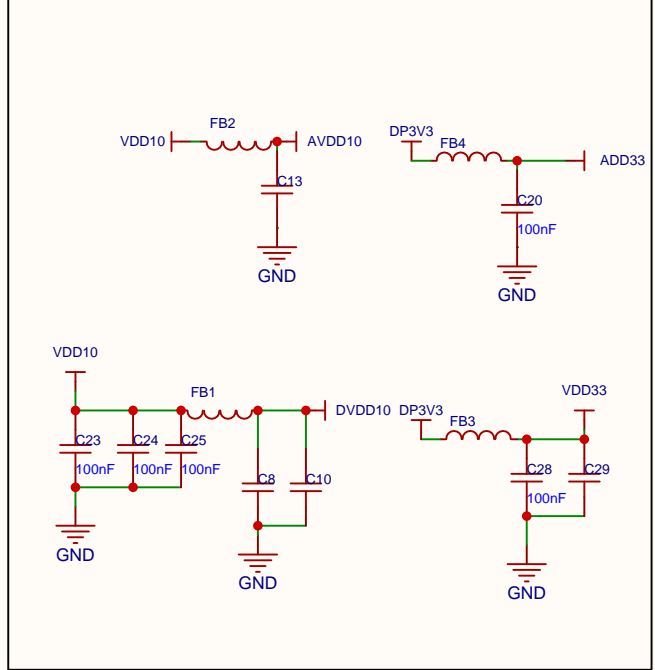 FB2
VDD10
AVDD10
C13
GND
DP3V3
FB4
ADD33
C20
100nF
GND
VDD10
FB1
DVDD10
C23
100nF
C24
100nF
C25
100nF
C8
C10
GND
GND
DP3V3
FB3
VDD33
C28
100nF
C29
GND